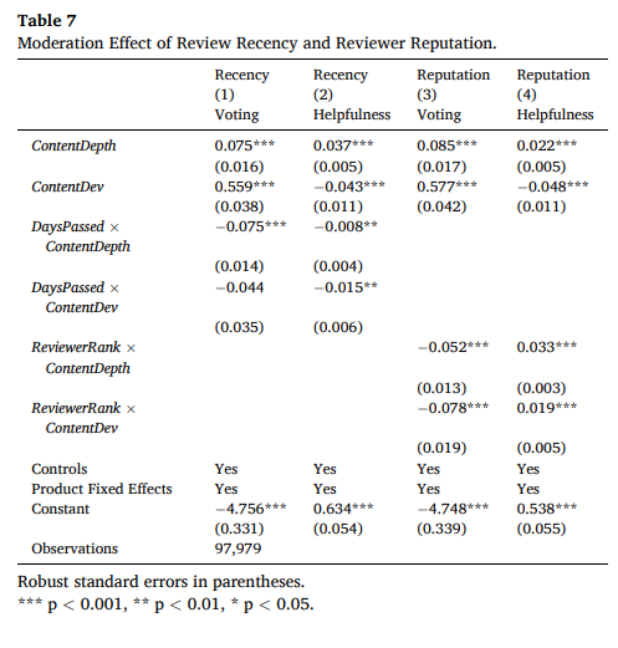 Table 7
Moderation Effect of Review Recency and Reviewer Reputation.
Recency Recency Reputation Reputation
(1) (2) (3) (4)
Voting Helpfulness Voting Helpfulness
ContentDepth 0.075*** 0.037*** 0.085*** 0.022***
(0.016) (0.005) (0.017) (0.005)
ContentDev 0.559*** −0.043*** 0.577*** −0.048***
(0.038) (0.011) (0.042) (0.011)
DaysPassed × −0.075*** −0.008**
ContentDepth
(0.014) (0.004)
DaysPassed × −0.044 −0.015**
ContentDev
(0.035) (0.006)
ReviewerRank × −0.052*** 0.033***
ContentDepth
(0.013) (0.003)
ReviewerRank × −0.078*** 0.019***
ContentDev
(0.019) (0.005)
Controls Yes Yes Yes Yes
Product Fixed Effects Yes Yes Yes Yes
Constant −4.756*** 0.634*** −4.748*** 0.538***
(0.331) (0.054) (0.339) (0.055)
Observations 97,979
Robust standard errors in parentheses.
*** p < 0.001, ** p < 0.01, * p < 0.05.